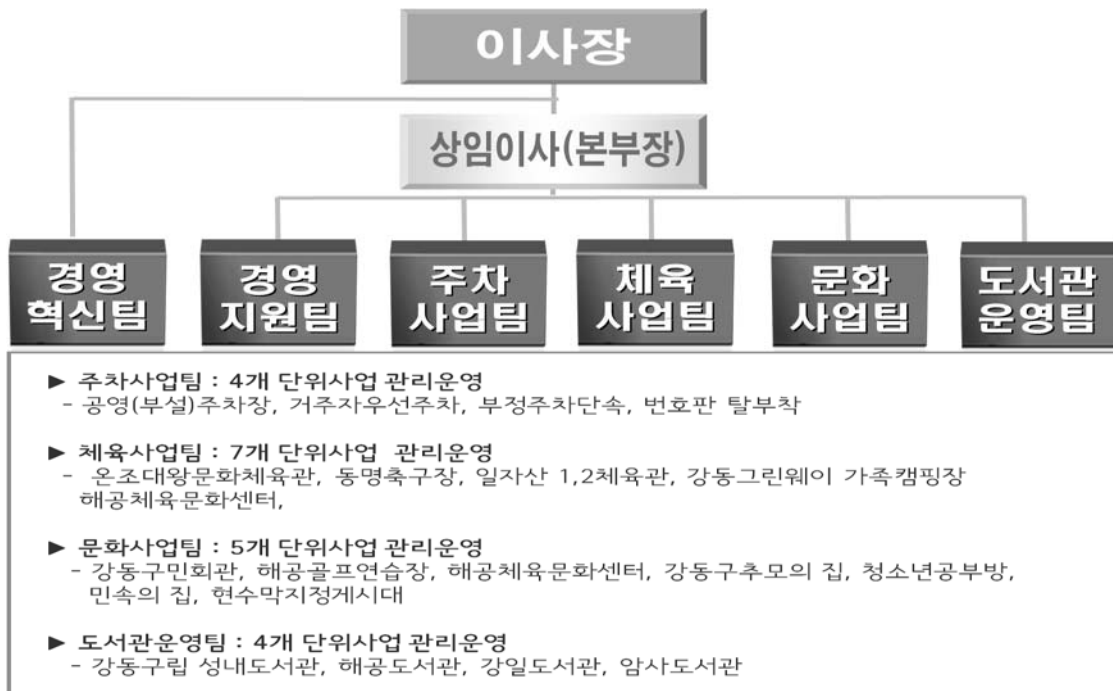 이사장
상임이사(본부장)
경영 혁신팀
경영 지원팀
주차 사업팀
체육 사업팀
문화 사업팀
도서관 운영팀
▶ 주차사업팀 : 4개 단위사업 관리운영
- 공영(부설)주차장, 거주자우선주차, 부정주차단속, 번호판 탈부착
▶ 체육사업팀 : 7개 단위사업 관리운영
- 온조대왕문화체육관, 동명축구장, 일자산 1,2체육관, 강동그린웨이 가족캠핑장
해공체육문화센터,
▶ 문화사업팀 : 5개 단위사업 관리운영
- 강동구민회관, 해공골프연습장, 해공체육문화센터, 강동구추모의 집, 청소년공부방,
민속의 집, 현수막지정게시대
▶ 도서관운영팀 : 4개 단위사업 관리운영
- 강동구립 성내도서관, 해공도서관, 강일도서관, 암사도서관